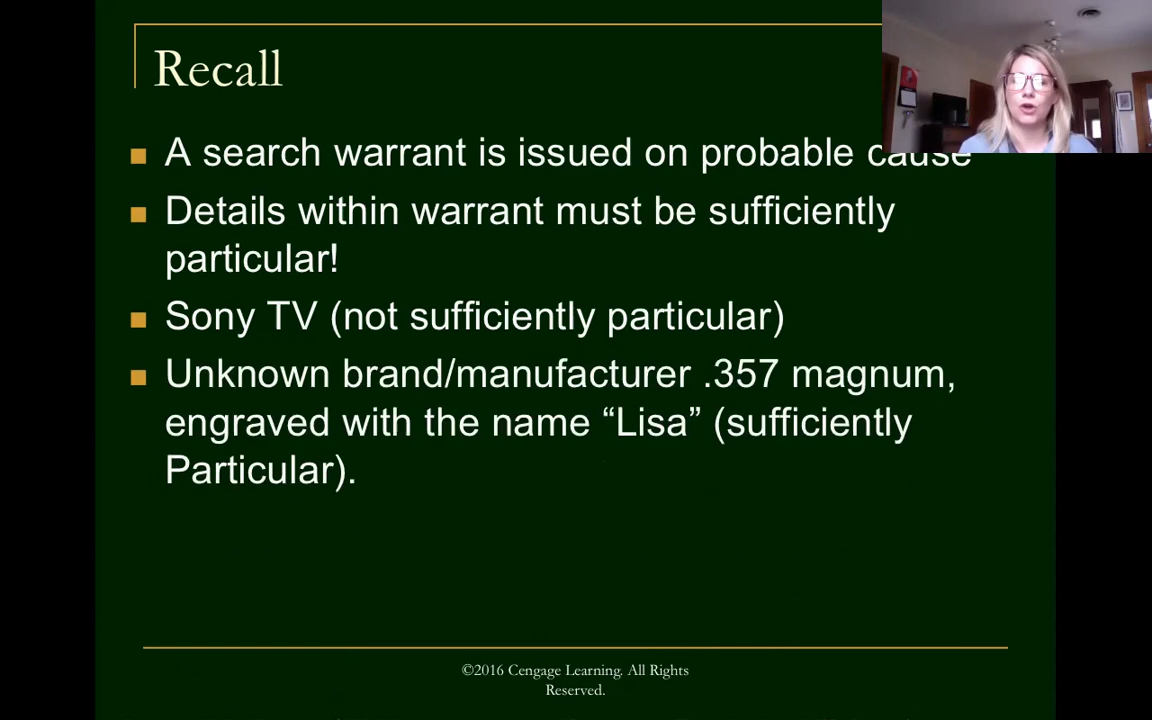 Recall
A search warrant is issued on probable cause
Details within warrant must be sufficiently
particular!
Sony TV (not sufficiently particular)
Unknown brand/manufacturer .357 magnum,
engraved with the name “Lisa” (sufficiently
Particular).
©2016 Cengage Learning. All Rights
Reserved.